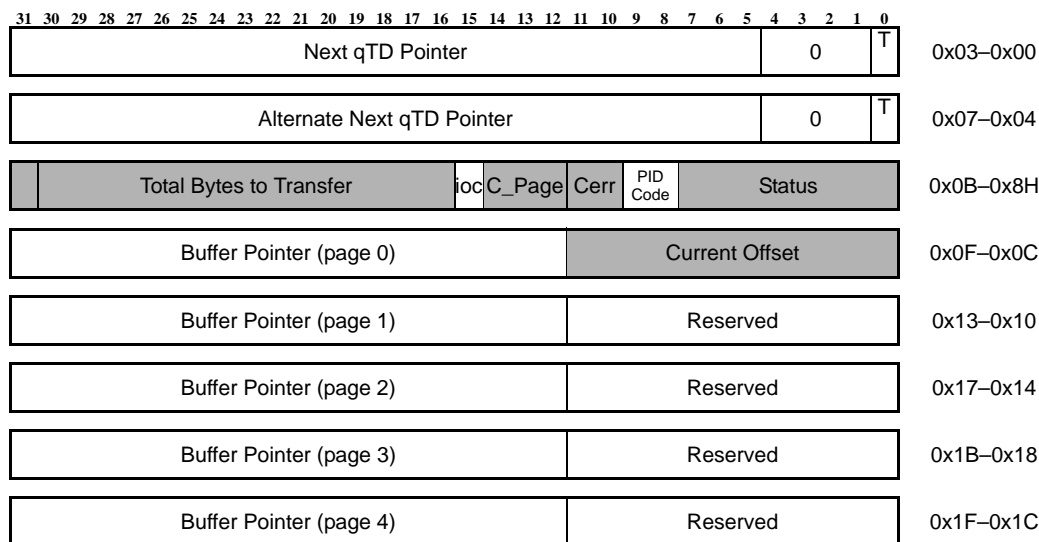 31 30 29 28 27 26 25 24 23 22 21 20 19 18 17 16 15 14 13 12 11 10 9 8 7 6 5 4 3 2 1 0
Next qTD Pointer 0 T 0x03–0x00
Alternate Next qTD Pointer 0 T 0x07–0x04
Total Bytes to Transfer ioc C_Page Cerr PID Code Status 0x0B–0x8H
Buffer Pointer (page 0) Current Offset 0x0F–0x0C
Buffer Pointer (page 1) Reserved 0x13–0x10
Buffer Pointer (page 2) Reserved 0x17–0x14
Buffer Pointer (page 3) Reserved 0x1B–0x18
Buffer Pointer (page 4) Reserved 0x1F–0x1C